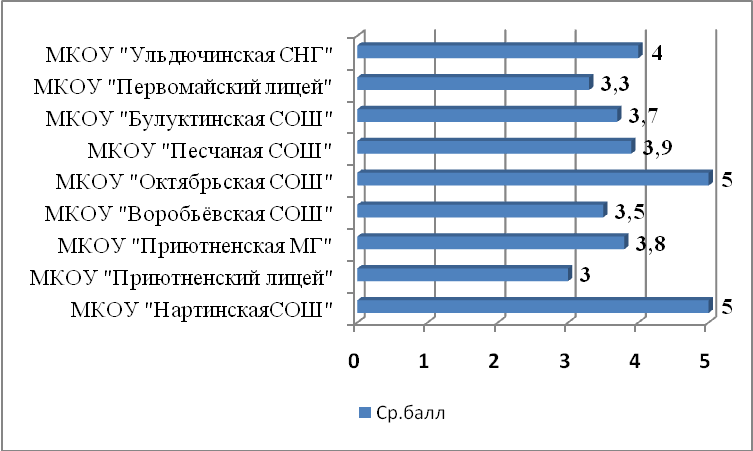 МКОУ "Ульдючинская СНГ" 4
МКОУ "Первомайский лицей" 3,3
МКОУ "Булуктинская СОШ" 3,7
МКОУ "Песчаная СОШ" 3,9
МКОУ "Октябрьская СОШ" 5
МКОУ "Воробьёвская СОШ" 3,5
МКОУ "Приютненская МГ" 3,8
МКОУ "Приютненский лицей" 3
МКОУ "НартинскаяСОШ" 5
0 1 2 3 4 5
Ср.балл